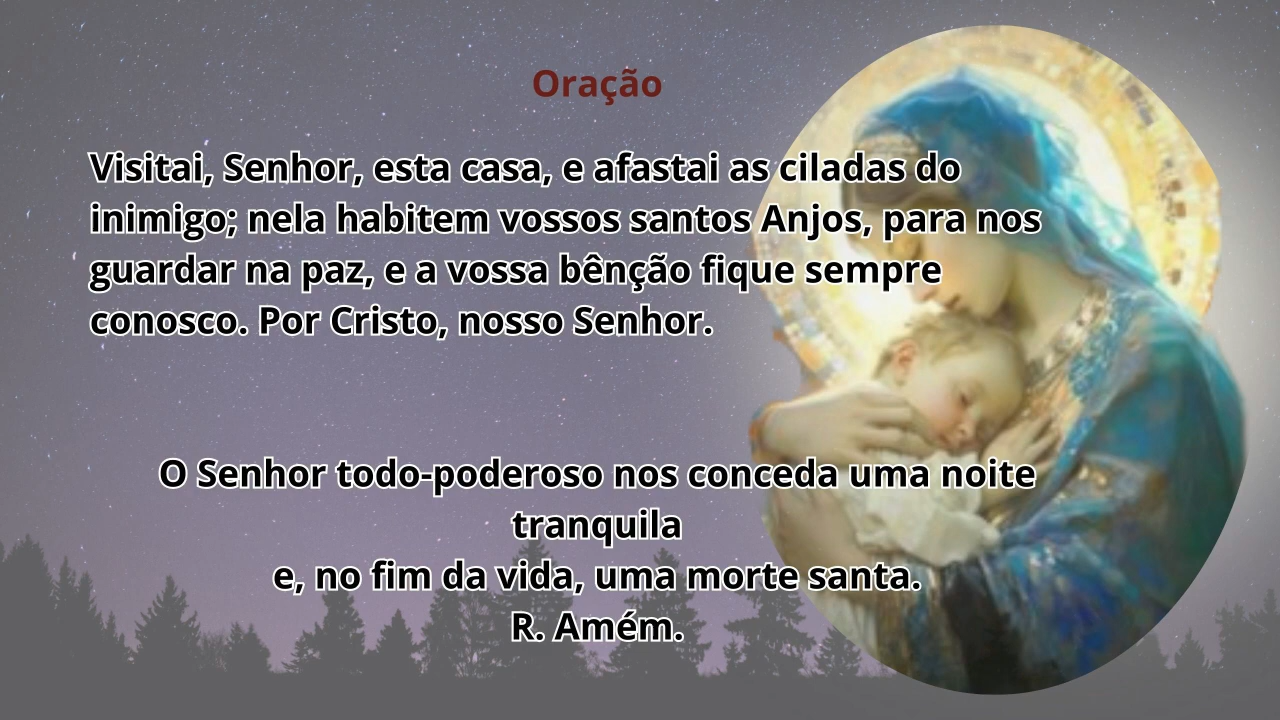 Oração
Visitai, Senhor, esta casa, e afastai as ciladas do
inimigo; nela habitem vossos santos Anjos, para nos
guardar na paz, e a vossa bênção fique sempre
conosco. Por Cristo, nosso Senhor.
O Senhor todo-poderoso nos conceda uma noite
tranquila
e, no fim da vida, uma morte santa.
R. Amém.